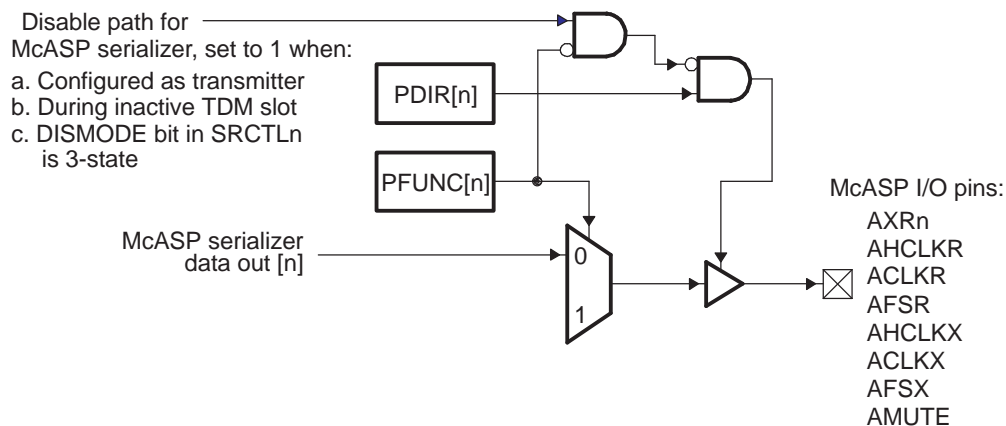 Disable path for
McASP serializer, set to 1 when:
a. Configured as transmitter
b. During inactive TDM slot
c. DISMODE bit in SRCTLn
is 3-state
PDIR[n]
PFUNC[n]
McASP serializer
data out [n]
0
1
McASP I/O pins:
AXRn
AHCLKR
ACLKR
AFSR
AHCLKX
ACLKX
AFSX
AMUTE